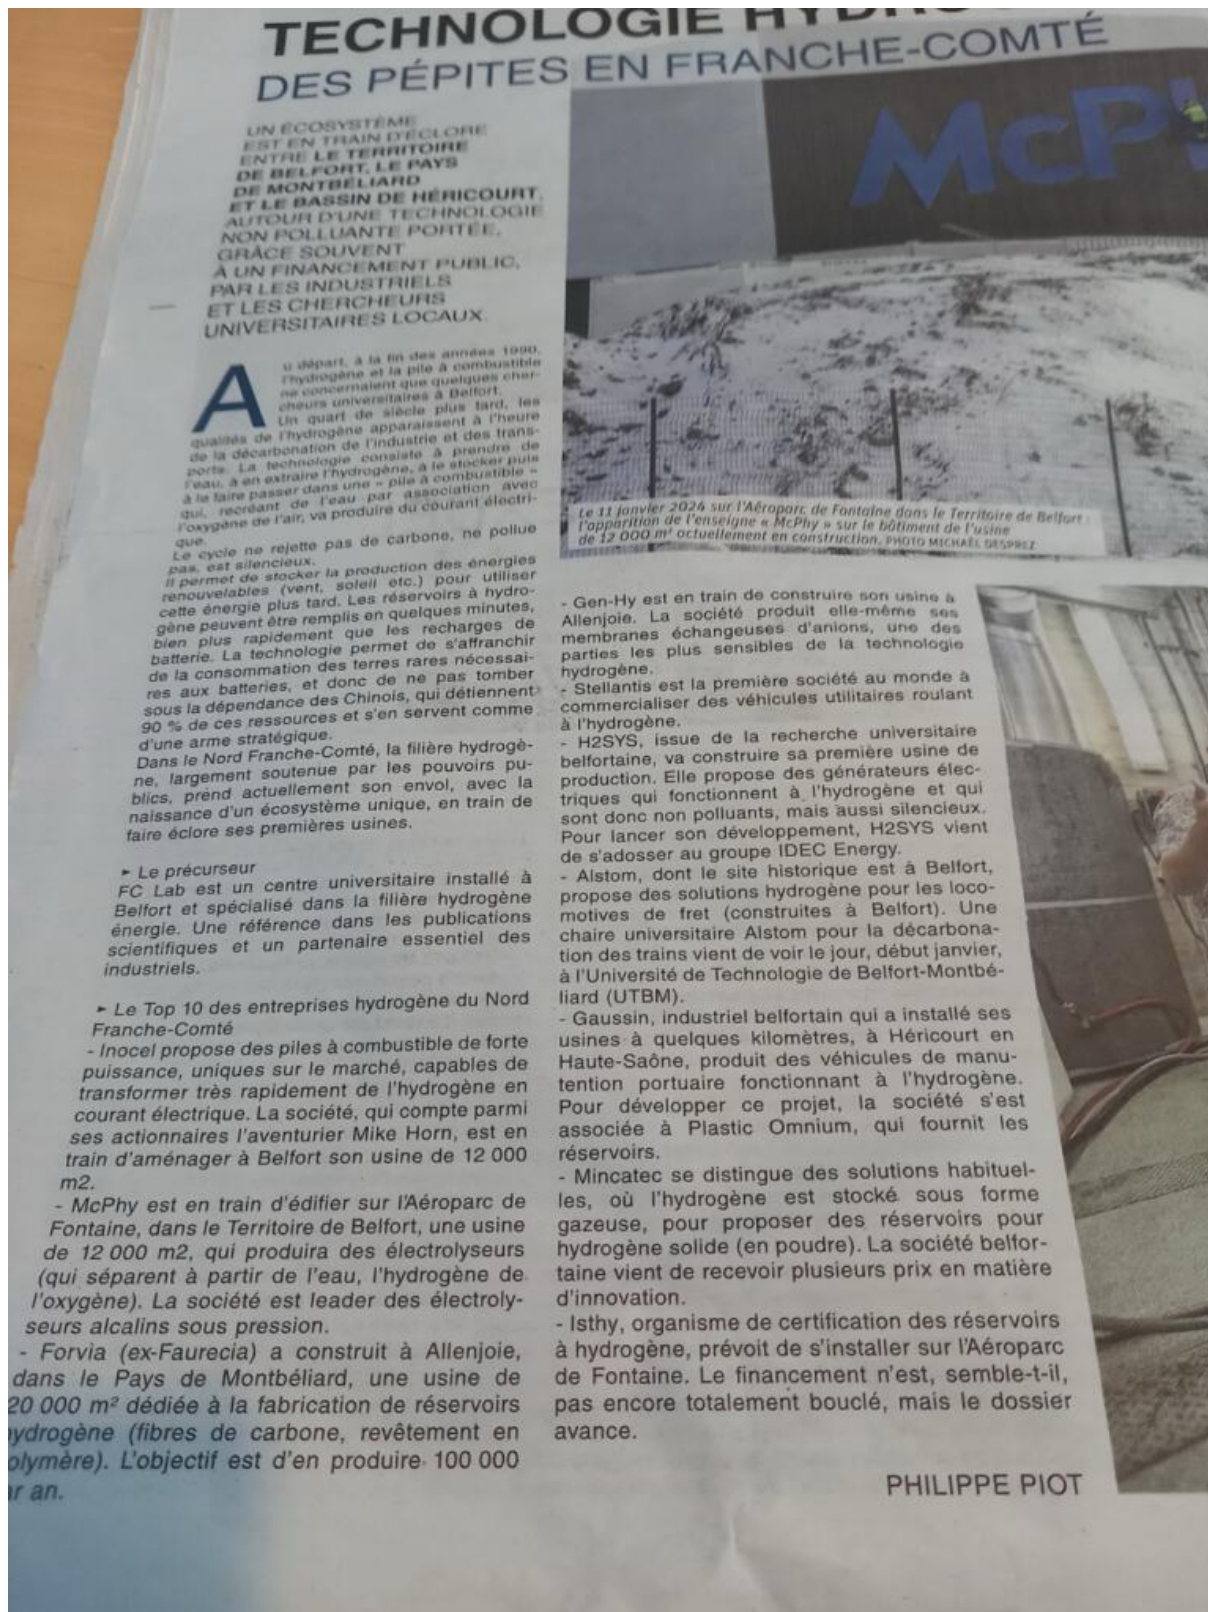 TECHNOLOGIE
DES PÉPITES EN FRANCHE-COMTÉ
UN ÉCOSYSTÈME
EST EN TRAIN D'ÉCLORE
ENTRE LE TERRITOIRE
DE BELFORT, LE PAYS
DE MONTBÉLIARD
ET LE BASSIN DE HÉRICOURT,
AUTOUR D'UNE TECHNOLOGIE
NON POLLUANTE PORTÉE,
GRÂCE SOUVENT
À UN FINANCEMENT PUBLIC,
PAR LES INDUSTRIELS
ET LES CHERCHEURS
UNIVERSITAIRES LOCAUX.
Au départ, à la fin des années 1990,
l'hydrogène et la pile à combustible
ne concernaient que quelques cher-
cheurs universitaires à Belfort.
Un quart de siècle plus tard, les
qualités de l'hydrogène apparaissent à l'heure
de la décarbonation de l'industrie et des trans-
ports. La technologie consiste à prendre de
l'eau, à en extraire l'hydrogène, à le stocker puis
à le faire passer dans une « pile à combustible »
qui, recréant de l'eau par association avec
l'oxygène de l'air, va produire du courant électri-
que.
Le cycle ne rejette pas de carbone, ne pollue
pas, est silencieux.
Il permet de stocker la production des énergies
renouvelables (vent, soleil etc.) pour utiliser
cette énergie plus tard. Les réservoirs à hydro-
gène peuvent être remplis en quelques minutes,
bien plus rapidement que les recharges de
batterie. La technologie permet de s'affranchir
de la consommation des terres rares nécessai-
res aux batteries, et donc de ne pas tomber
sous la dépendance des Chinois, qui détiennent
90 % de ces ressources et s'en servent comme
d'une arme stratégique.
Dans le Nord Franche-Comté, la filière hydrogè-
ne, largement soutenue par les pouvoirs pu-
blics, prend actuellement son envol, avec la
naissance d'un écosystème unique, en train de
faire éclore ses premières usines.
► Le précurseur
FC Lab est un centre universitaire installé à
Belfort et spécialisé dans la filière hydrogène
énergie. Une référence dans les publications
scientifiques et un partenaire essentiel des
industriels.
► Le Top 10 des entreprises hydrogène du Nord
Franche-Comté
- Inocel propose des piles à combustible de forte
puissance, uniques sur le marché, capables de
transformer très rapidement de l'hydrogène en
courant électrique. La société, qui compte parmi
ses actionnaires l'aventurier Mike Horn, est en
train d'aménager à Belfort son usine de 12 000
m2.
- McPhy est en train d'édifier sur l'Aéroparc de
Fontaine, dans le Territoire de Belfort, une usine
de 12 000 m2, qui produira des électrolyseurs
(qui séparent à partir de l'eau, l'hydrogène de
l'oxygène). La société est leader des électroly-
seurs alcalins sous pression.
- Forvia (ex-Faurecia) a construit à Allenjoie,
dans le Pays de Montbéliard, une usine de
20 000 m² dédiée à la fabrication de réservoirs
ydrogène (fibres de carbone, revêtement en
olymère). L'objectif est d'en produire 100 000
ar an.
McP
Le 11 janvier 2024 sur l'Aéroparc de Fontaine dans le Territoire de Belfort :
l'apparition de l'enseigne « McPhy » sur le bâtiment de l'usine
de 12 000 m² actuellement en construction. PHOTO MICHAËL DESPREZ
- Gen-Hy est en train de construire son usine à
Allenjoie. La société produit elle-même ses
membranes échangeuses d'anions, une des
parties les plus sensibles de la technologie
hydrogène.
- Stellantis est la première société au monde à
commercialiser des véhicules utilitaires roulant
à l'hydrogène.
- H2SYS, issue de la recherche universitaire
belfortaine, va construire sa première usine de
production. Elle propose des générateurs élec-
triques qui fonctionnent à l'hydrogène et qui
sont donc non polluants, mais aussi silencieux.
Pour lancer son développement, H2SYS vient
de s'adosser au groupe IDEC Energy.
- Alstom, dont le site historique est à Belfort,
propose des solutions hydrogène pour les loco-
motives de fret (construites à Belfort). Une
chaire universitaire Alstom pour la décarbona-
tion des trains vient de voir le jour, début janvier,
à l'Université de Technologie de Belfort-Montbé-
liard (UTBM).
- Gaussin, industriel belfortain qui a installé ses
usines à quelques kilomètres, à Héricourt en
Haute-Saône, produit des véhicules de manu-
tention portuaire fonctionnant à l'hydrogène.
Pour développer ce projet, la société s'est
associée à Plastic Omnium, qui fournit les
réservoirs.
- Mincatec se distingue des solutions habituel-
les, où l'hydrogène est stocké sous forme
gazeuse, pour proposer des réservoirs pour
hydrogène solide (en poudre). La société belfor-
taine vient de recevoir plusieurs prix en matière
d'innovation.
- Isthy, organisme de certification des réservoirs
à hydrogène, prévoit de s'installer sur l'Aéroparc
de Fontaine. Le financement n'est, semble-t-il,
pas encore totalement bouclé, mais le dossier
avance.
PHILIPPE PIOT